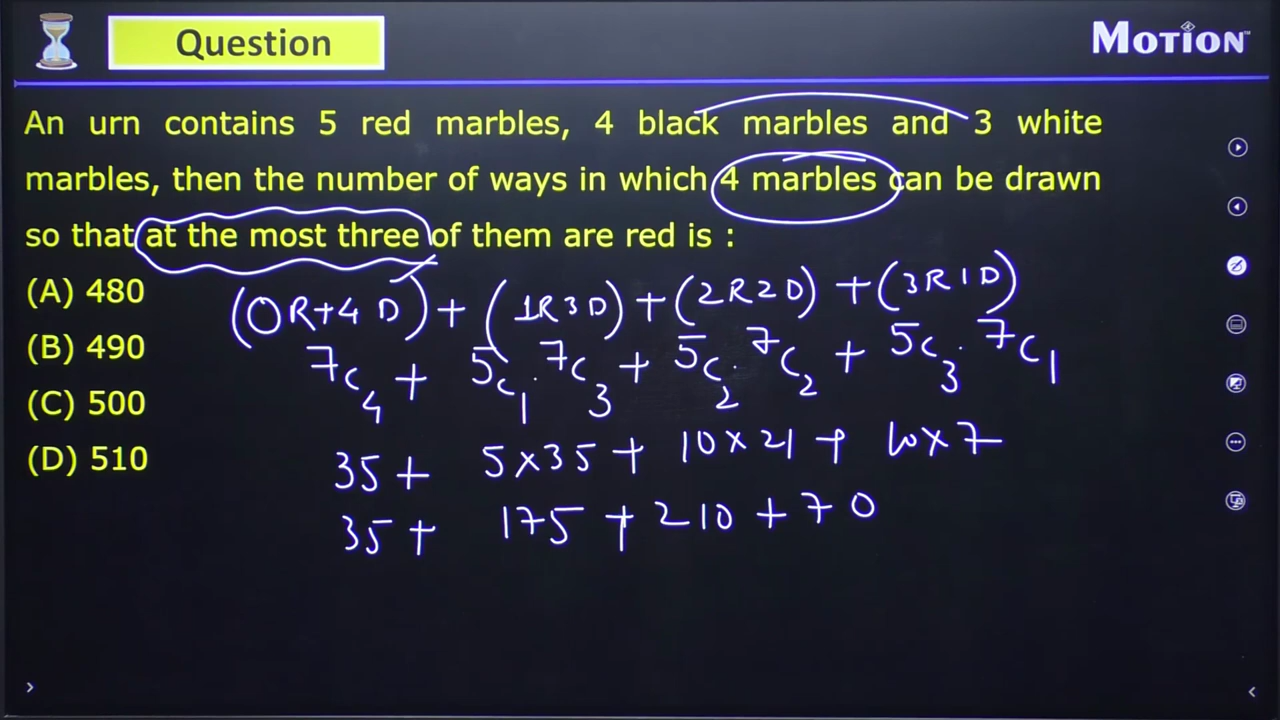 Question
MOTION™
An urn contains 5 red marbles, 4 black marbles and 3 white
marbles, then the number of ways in which 4 marbles can be drawn
so that at the most three of them are red is :
(A) 480
(B) 490
(C) 500
(D) 510
(0R+4D) + (1R3D) + (2R2D) + (3R1D)
7C4 + 5C1 . 7C3 + 5C2 . 7C2 + 5C3 . 7C1
35 + 5×35 + 10×21 + 10×7
35 + 175 + 210 + 70